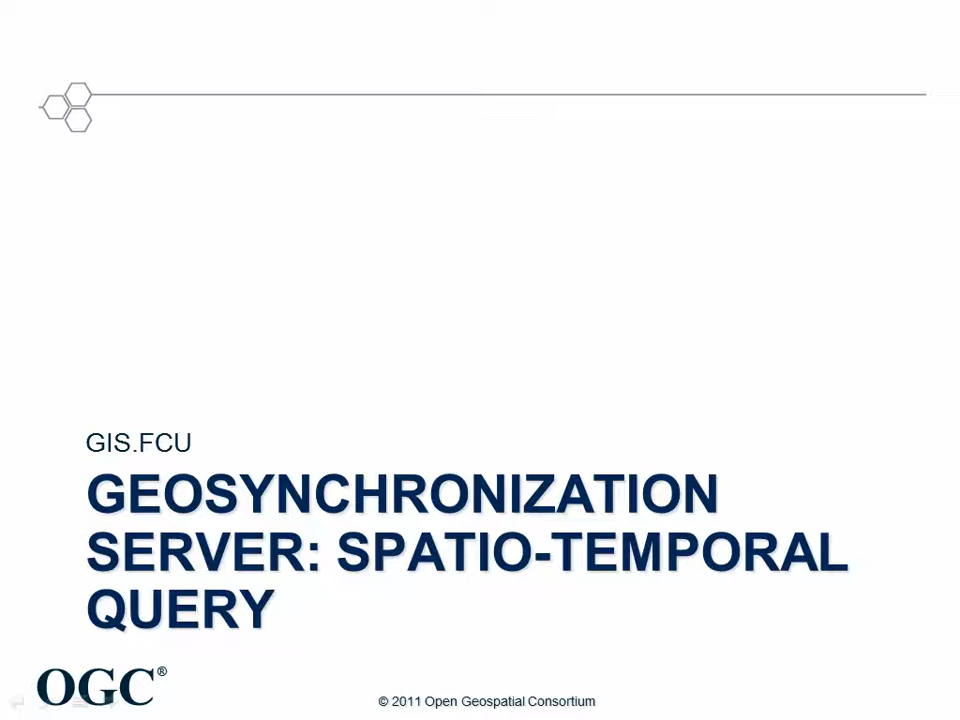 GIS.FCU
GEOSYNCHRONIZATION
SERVER: SPATIO-TEMPORAL
QUERY
OGC®
© 2011 Open Geospatial Consortium